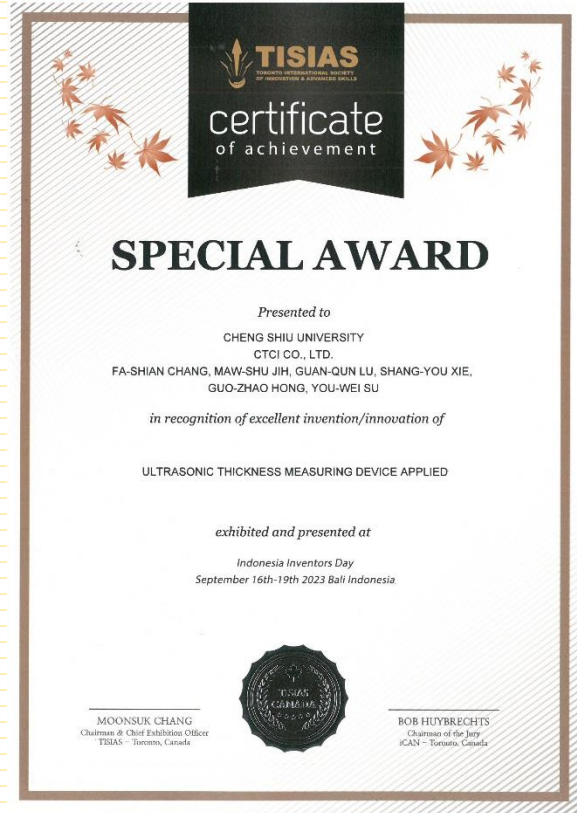 TISIAS
TORONTO INTERNATIONAL SOCIETY
OF INNOVATION & ADVANCED SKILLS
certificate
of achievement
SPECIAL AWARD
Presented to
CHENG SHIU UNIVERSITY
CTCI CO., LTD.
FA-SHIAN CHANG, MAW-SHU JIH, GUAN-QUN LU, SHANG-YOU XIE,
GUO-ZHAO HONG, YOU-WEI SU
in recognition of excellent invention/innovation of
ULTRASONIC THICKNESS MEASURING DEVICE APPLIED
exhibited and presented at
Indonesia Inventors Day
September 16th-19th 2023 Bali Indonesia
TISIAS
CANADA
MOONSUK CHANG
Chairman & Chief Exhibition Officer
TISIAS – Toronto, Canada
BOB HUYBRECHTS
Chairman of the Jury
iCAN – Toronto, Canada